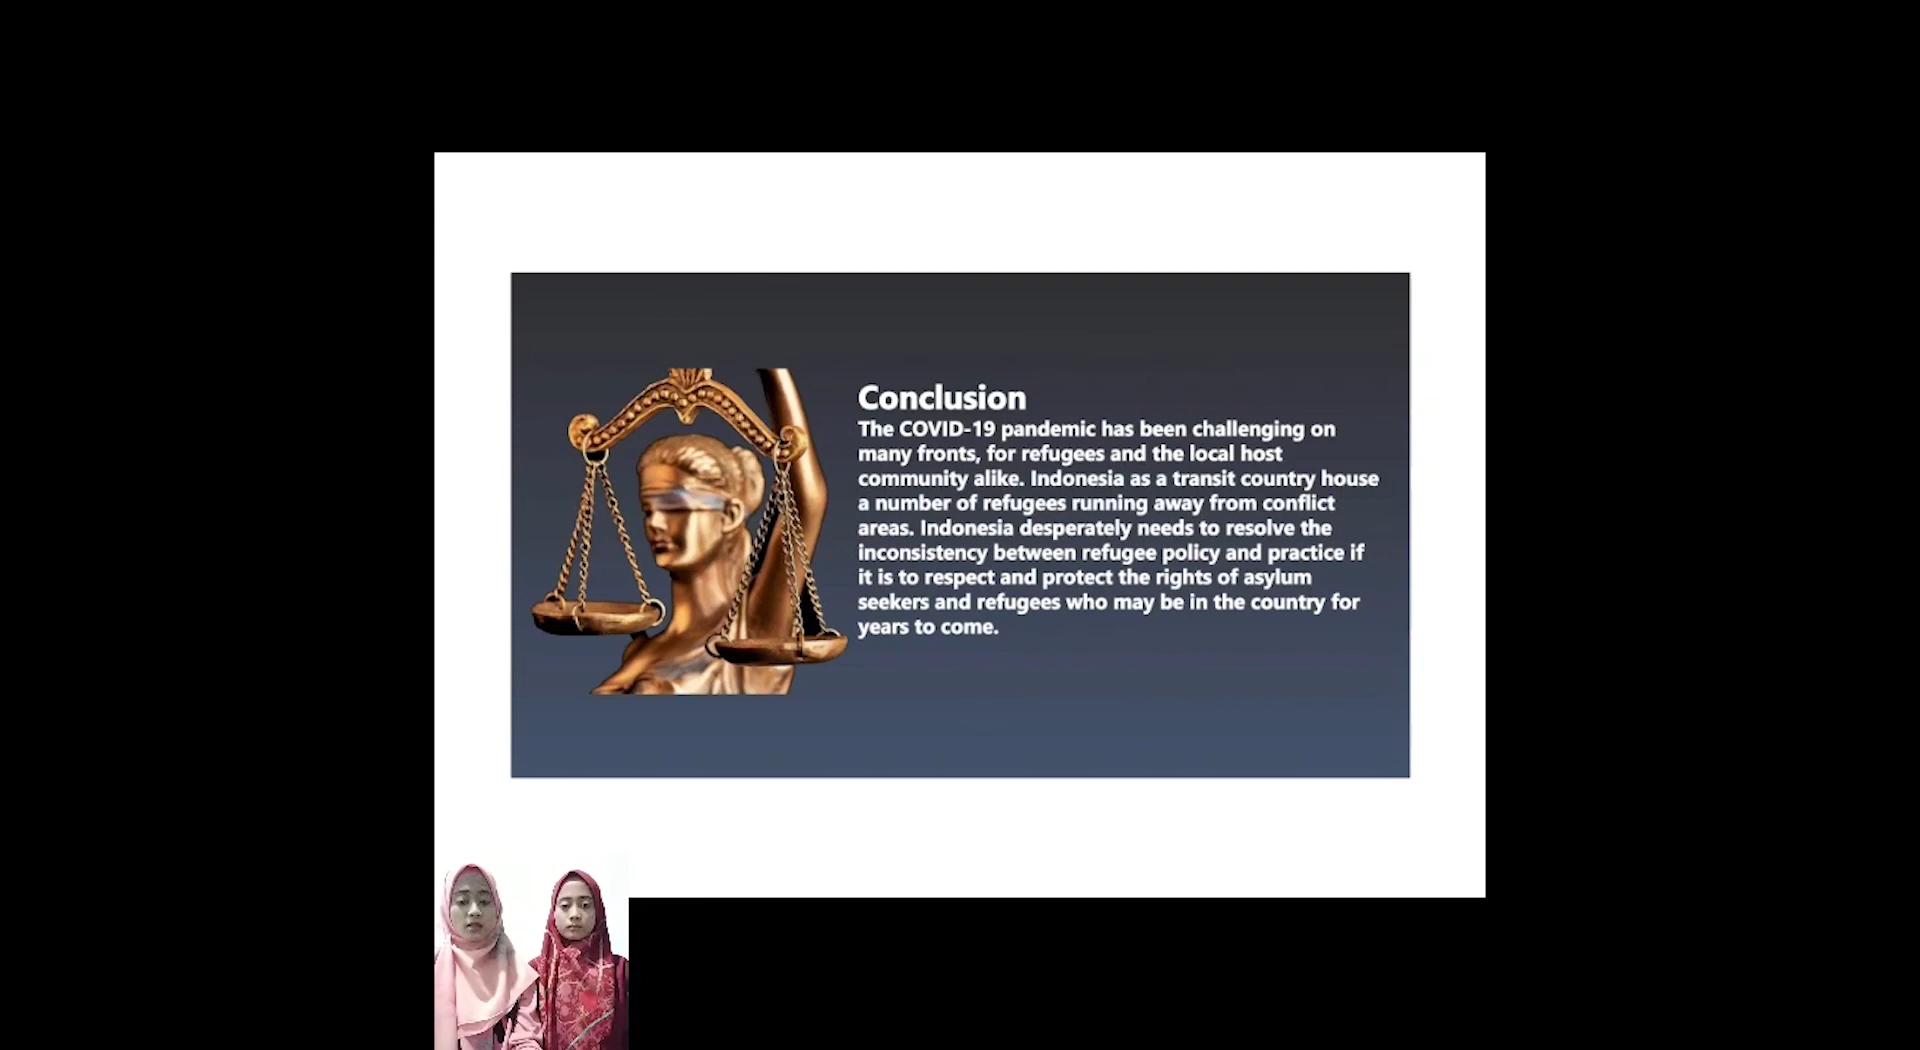 Conclusion
The COVID-19 pandemic has been challenging on
many fronts, for refugees and the local host
community alike. Indonesia as a transit country house
a number of refugees running away from conflict
areas. Indonesia desperately needs to resolve the
inconsistency between refugee policy and practice if
it is to respect and protect the rights of asylum
seekers and refugees who may be in the country for
years to come.